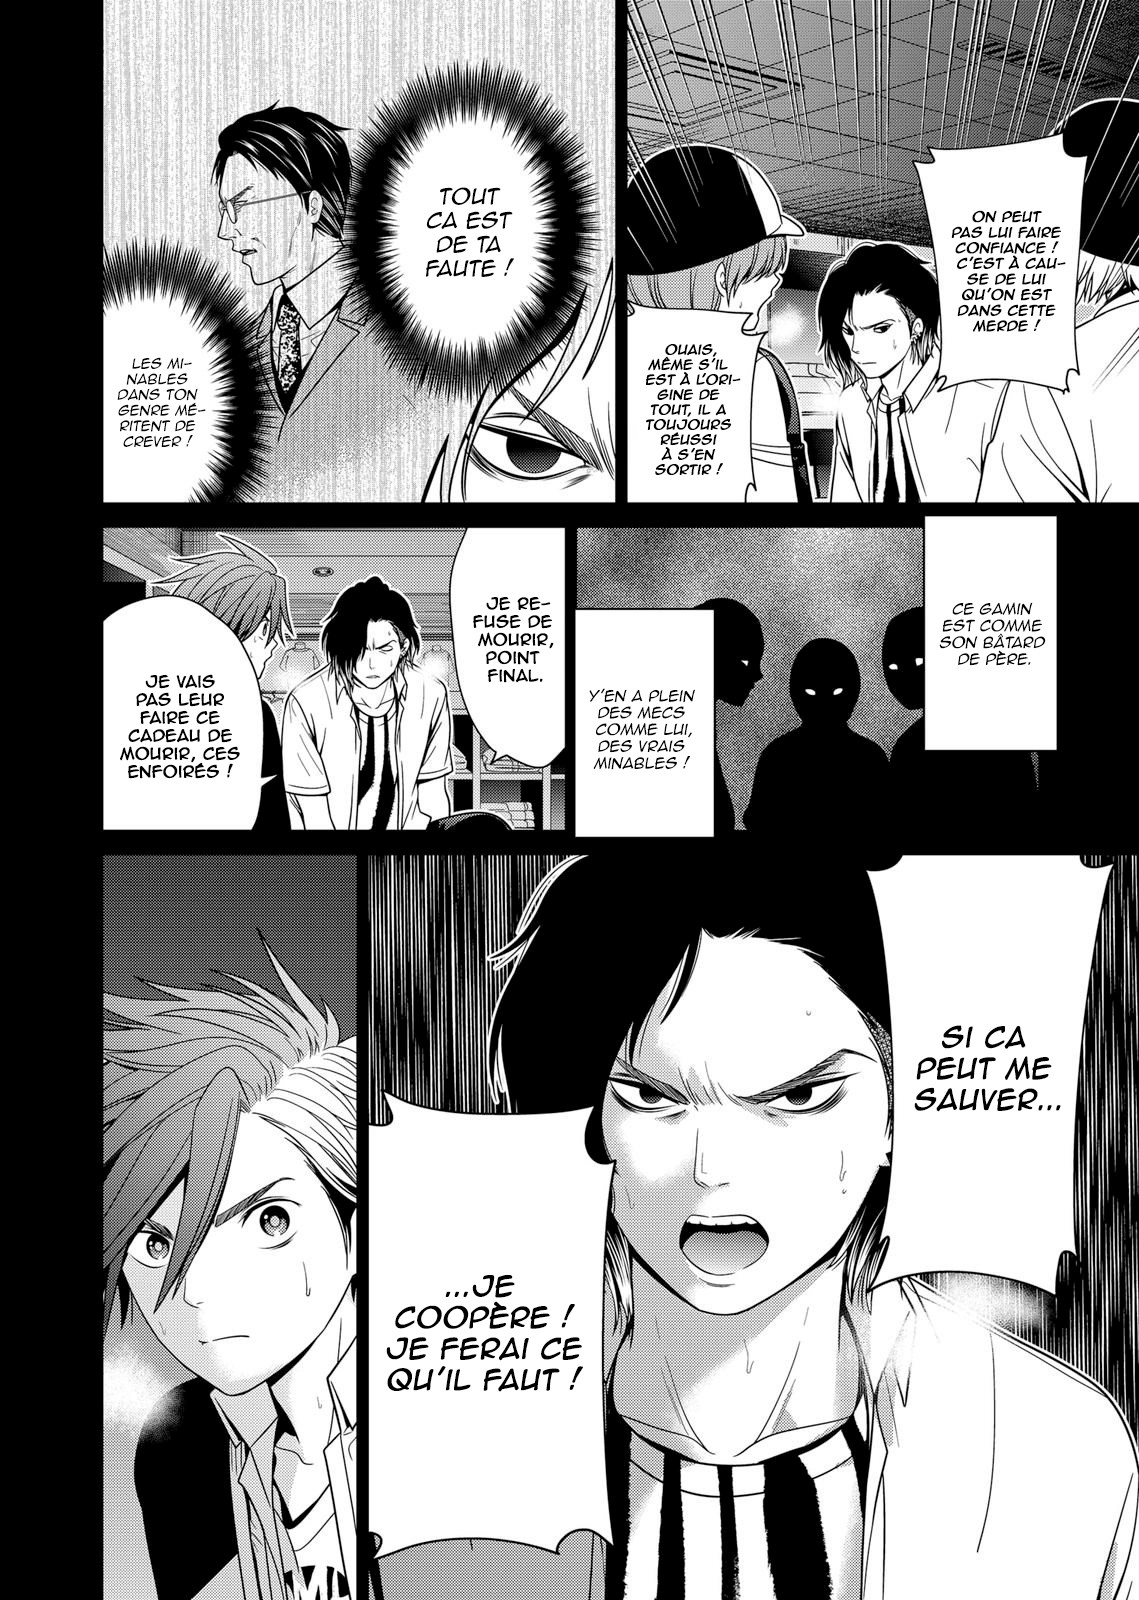 ON PEUT
PAS LUI FAIRE
CONFIANCE !
C'EST À CAU-
SE DE LUI
QU'ON EST
DANS CETTE
MERDE !
OUAIS,
MÊME S'IL
EST À L'ORI-
GINE DE
TOUT, IL A
TOUJOURS
RÉUSSI
À S'EN
SORTIR !
TOUT
CA EST
DE TA
FAUTE !
LES MI-
NABLES
DANS TON
GENRE MÉ-
RITENT DE
CREVER !
CE GAMIN
EST COMME
SON BÂTARD
DE PÈRE.
Y'EN A PLEIN
DES MECS
COMME LUI,
DES VRAIS
MINABLES !
JE RE-
FUSE DE
MOURIR,
POINT
FINAL.
JE VAIS
PAS LEUR
FAIRE CE
CADEAU DE
MOURIR, CES
ENFOIRÉS !
SI CA
PEUT ME
SAUVER...
...JE
COOPÈRE !
JE FERAI CE
QU'IL FAUT !